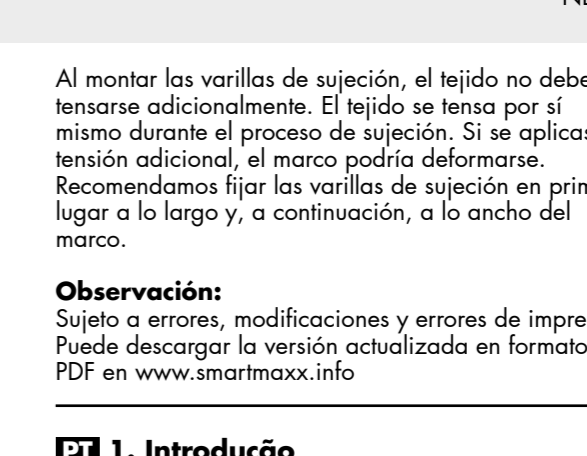 Al montar las varillas de sujeción, el tejido no debe
tensarse adicionalmente. El tejido se tensa por sí
mismo durante el proceso de sujeción. Si se aplicas
tensión adicional, el marco podría deformarse.
Recomendamos fijar las varillas de sujeción en prim
lugar a lo largo y, a continuación, a lo ancho del
marco.
Observación:
Sujeto a errores, modificaciones y errores de impre
Puede descargar la versión actualizada en formato
PDF en www.smartmaxx.info
PT 1. Introdução